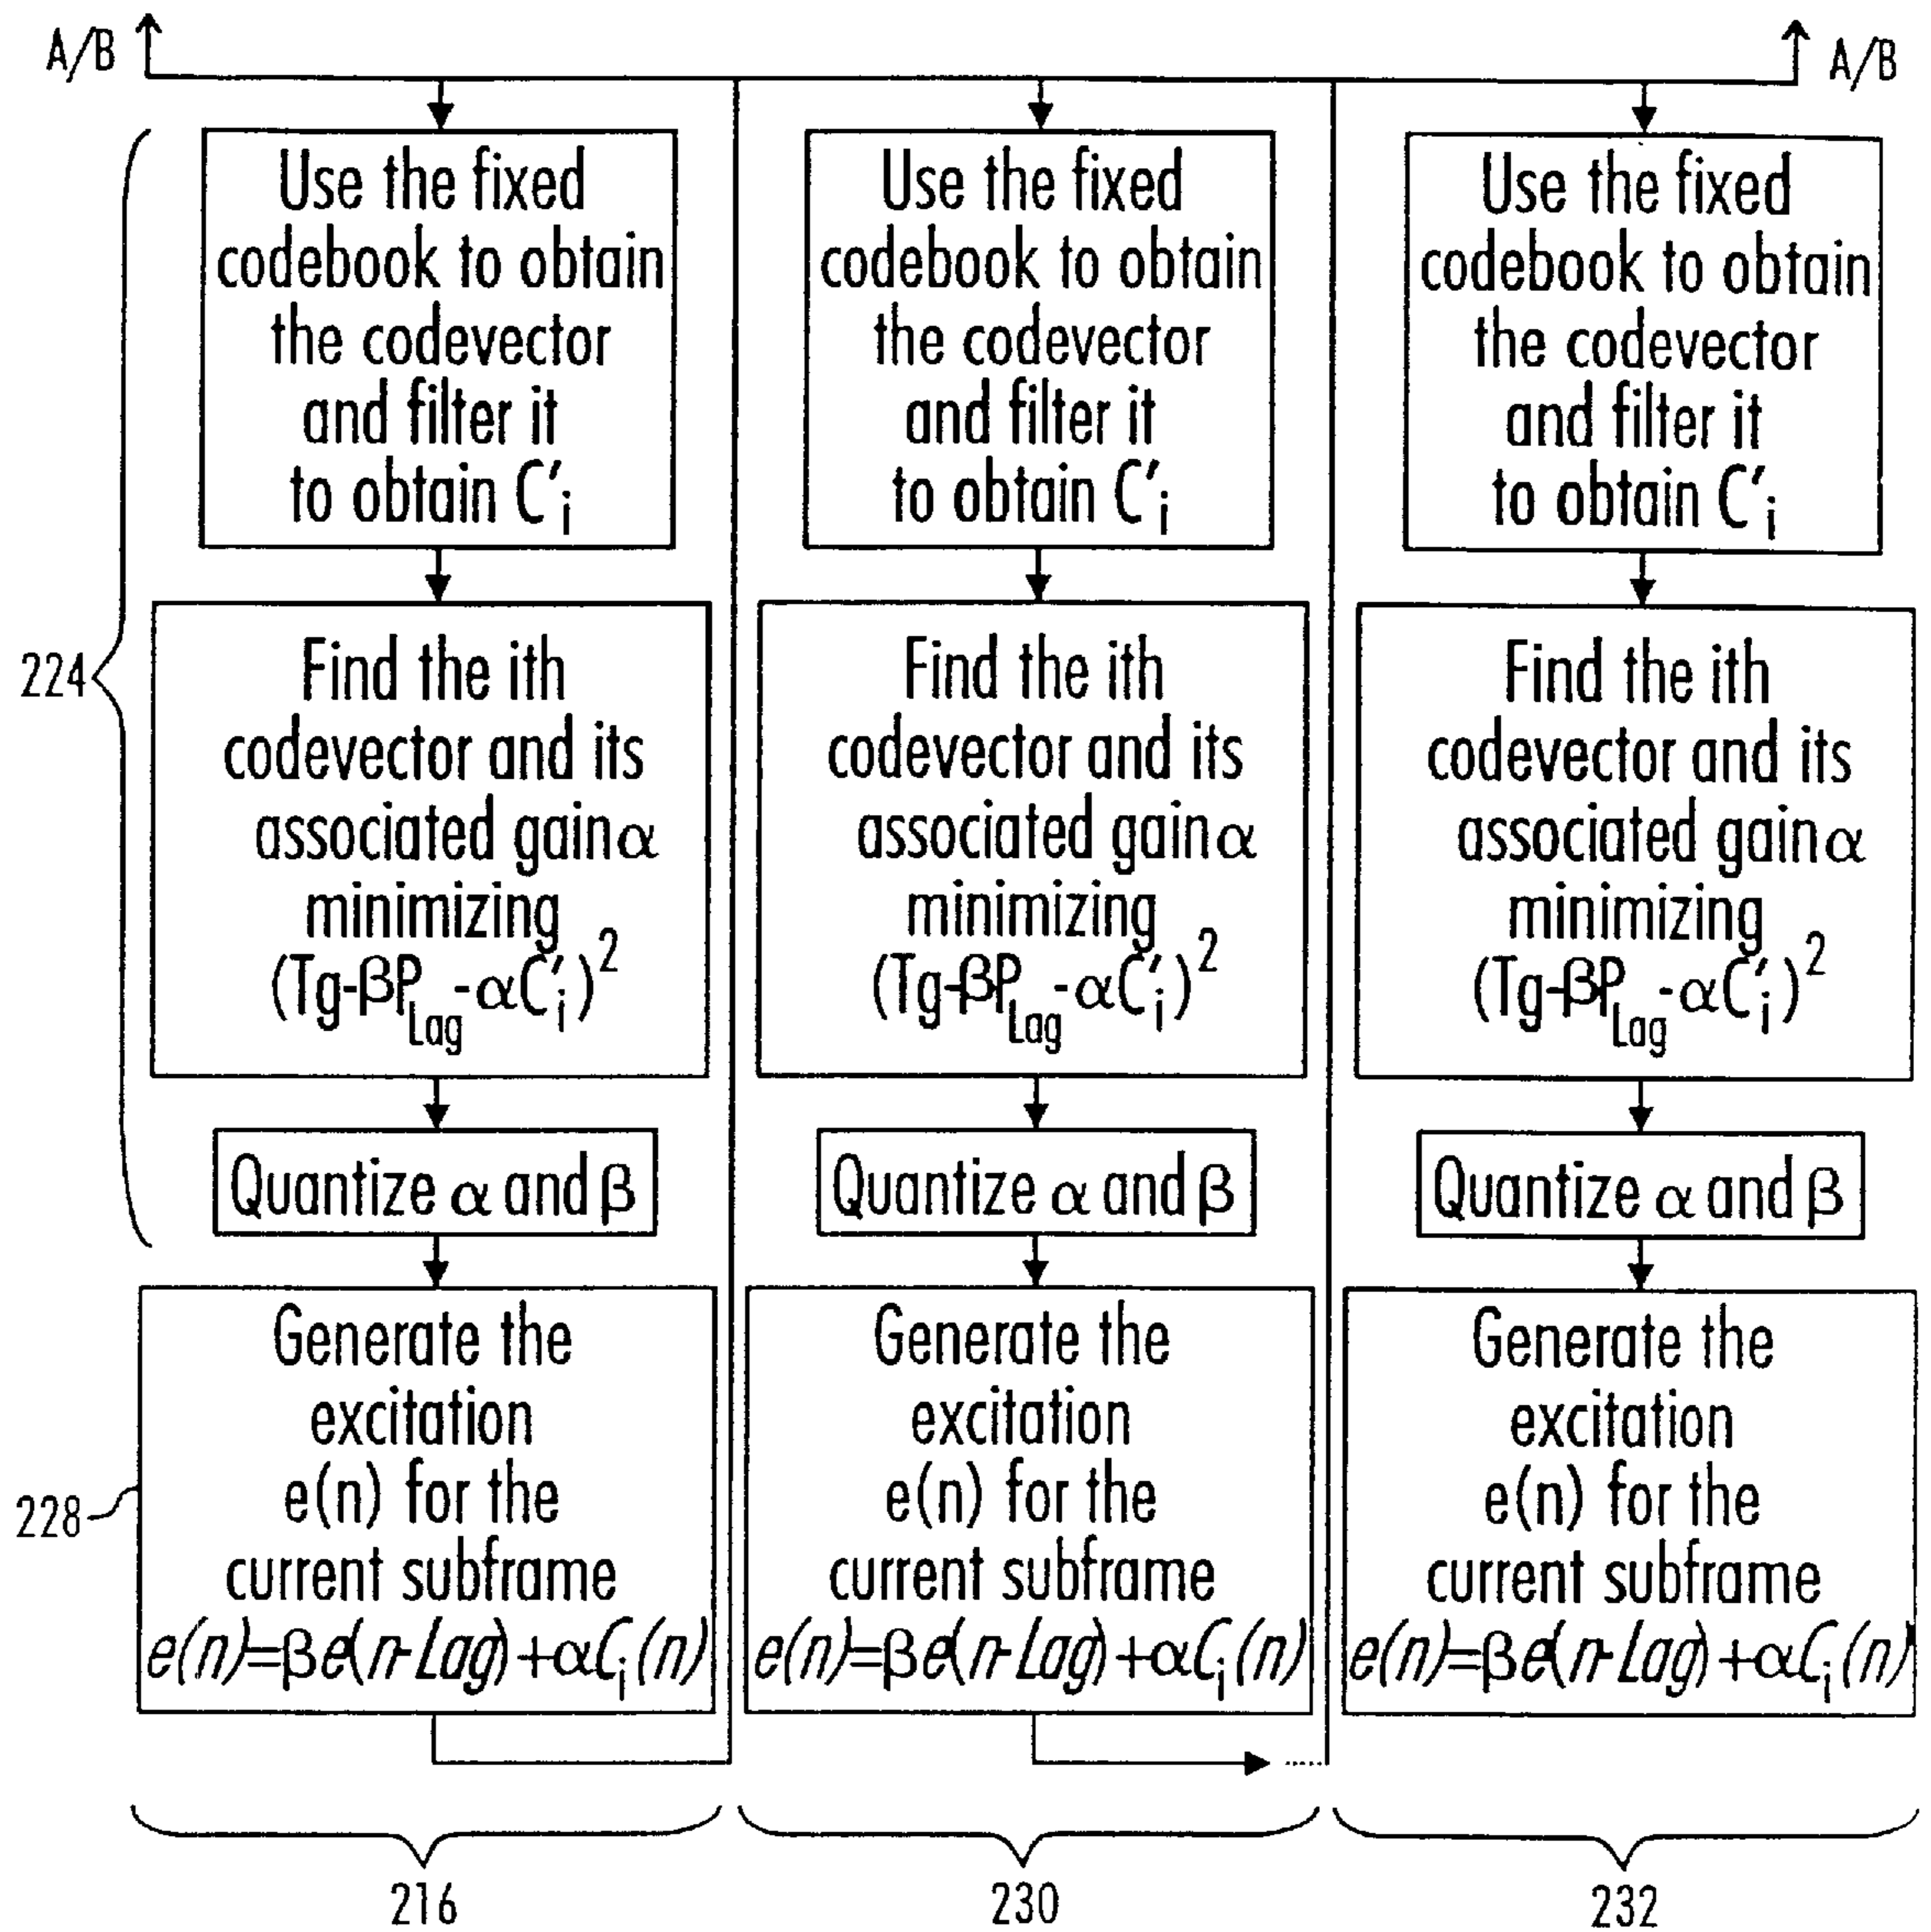 A/B
A/B
Use the fixed
codebook to obtain
the codevector
and filter it
to obtain C′i
Find the ith
codevector and its
associated gain α
minimizing
(Tg-βP_Lag-αC′i)²
Quantize α and β
Generate the
excitation
e(n) for the
current subframe
e(n)=βe(n-Lag)+αCi(n)
Use the fixed
codebook to obtain
the codevector
and filter it
to obtain C′i
Find the ith
codevector and its
associated gain α
minimizing
(Tg-βP_Lag-αC′i)²
Quantize α and β
Generate the
excitation
e(n) for the
current subframe
e(n)=βe(n-Lag)+αCi(n)
Use the fixed
codebook to obtain
the codevector
and filter it
to obtain C′i
Find the ith
codevector and its
associated gain α
minimizing
(Tg-βP_Lag-αC′i)²
Quantize α and β
Generate the
excitation
e(n) for the
current subframe
e(n)=βe(n-Lag)+αCi(n)
224
228
216
230
232